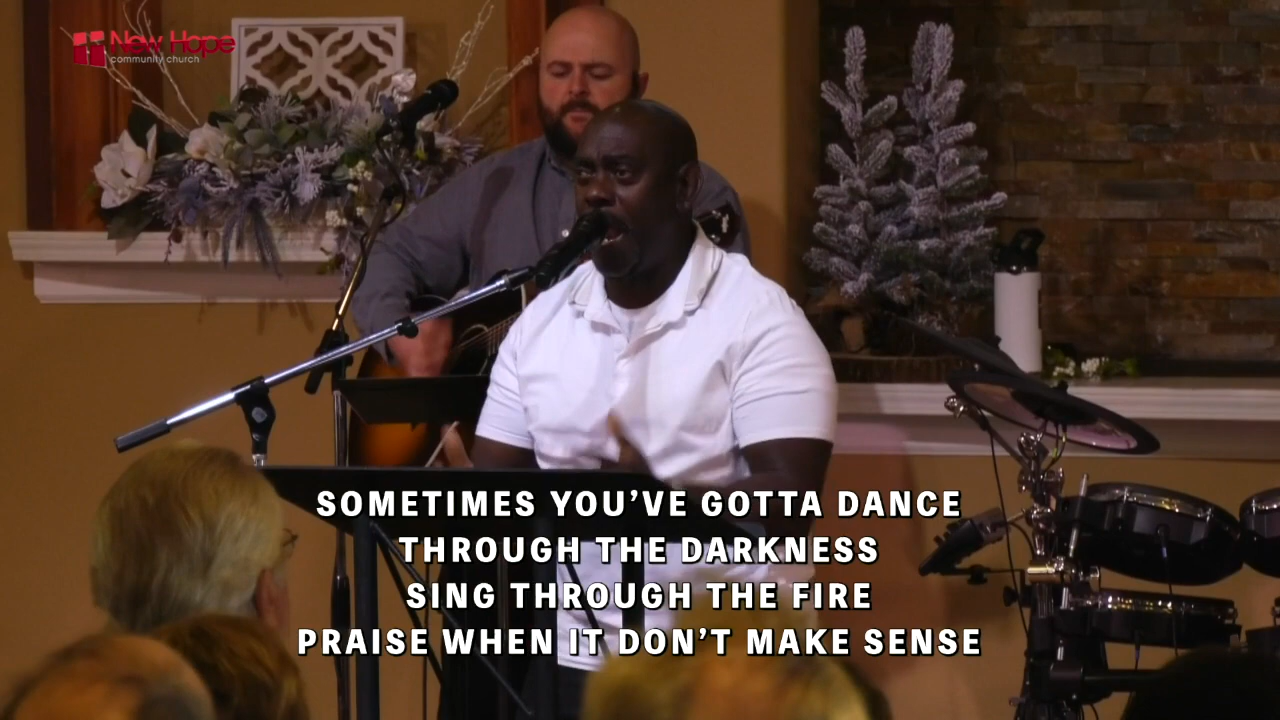 New Hope
community church
SOMETIMES YOU’VE GOTTA DANCE
THROUGH THE DARKNESS
SING THROUGH THE FIRE
PRAISE WHEN IT DON’T MAKE SENSE